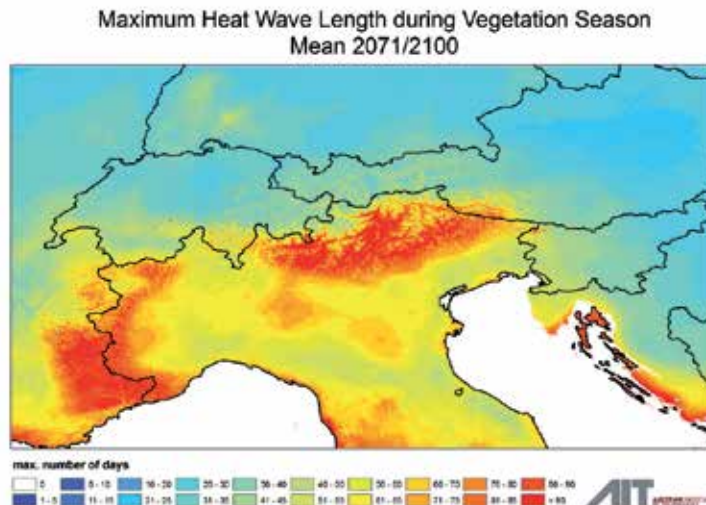 Maximum Heat Wave Length during Vegetation Season
Mean 2071/2100
max. number of days
0 6 - 10 16 - 20 25 - 30 36 - 40 46 - 50 56 - 60 66 - 70 76 - 80 86 - 90
1 - 5 11 - 15 21 - 25 31 - 35 41 - 45 51 - 55 61 - 65 71 - 75 81 - 85 > 90
AIT